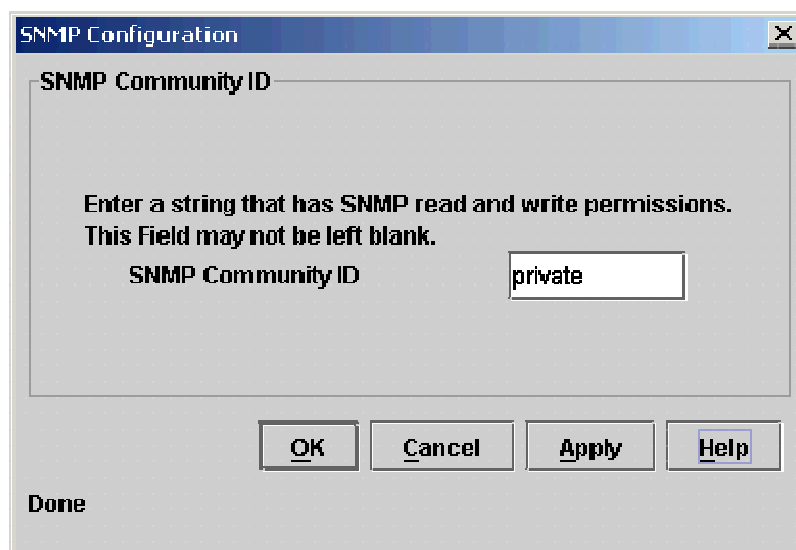 SNMP Configuration
SNMP Community ID
Enter a string that has SNMP read and write permissions.
This Field may not be left blank.
SNMP Community ID private
OK Cancel Apply Help
Done